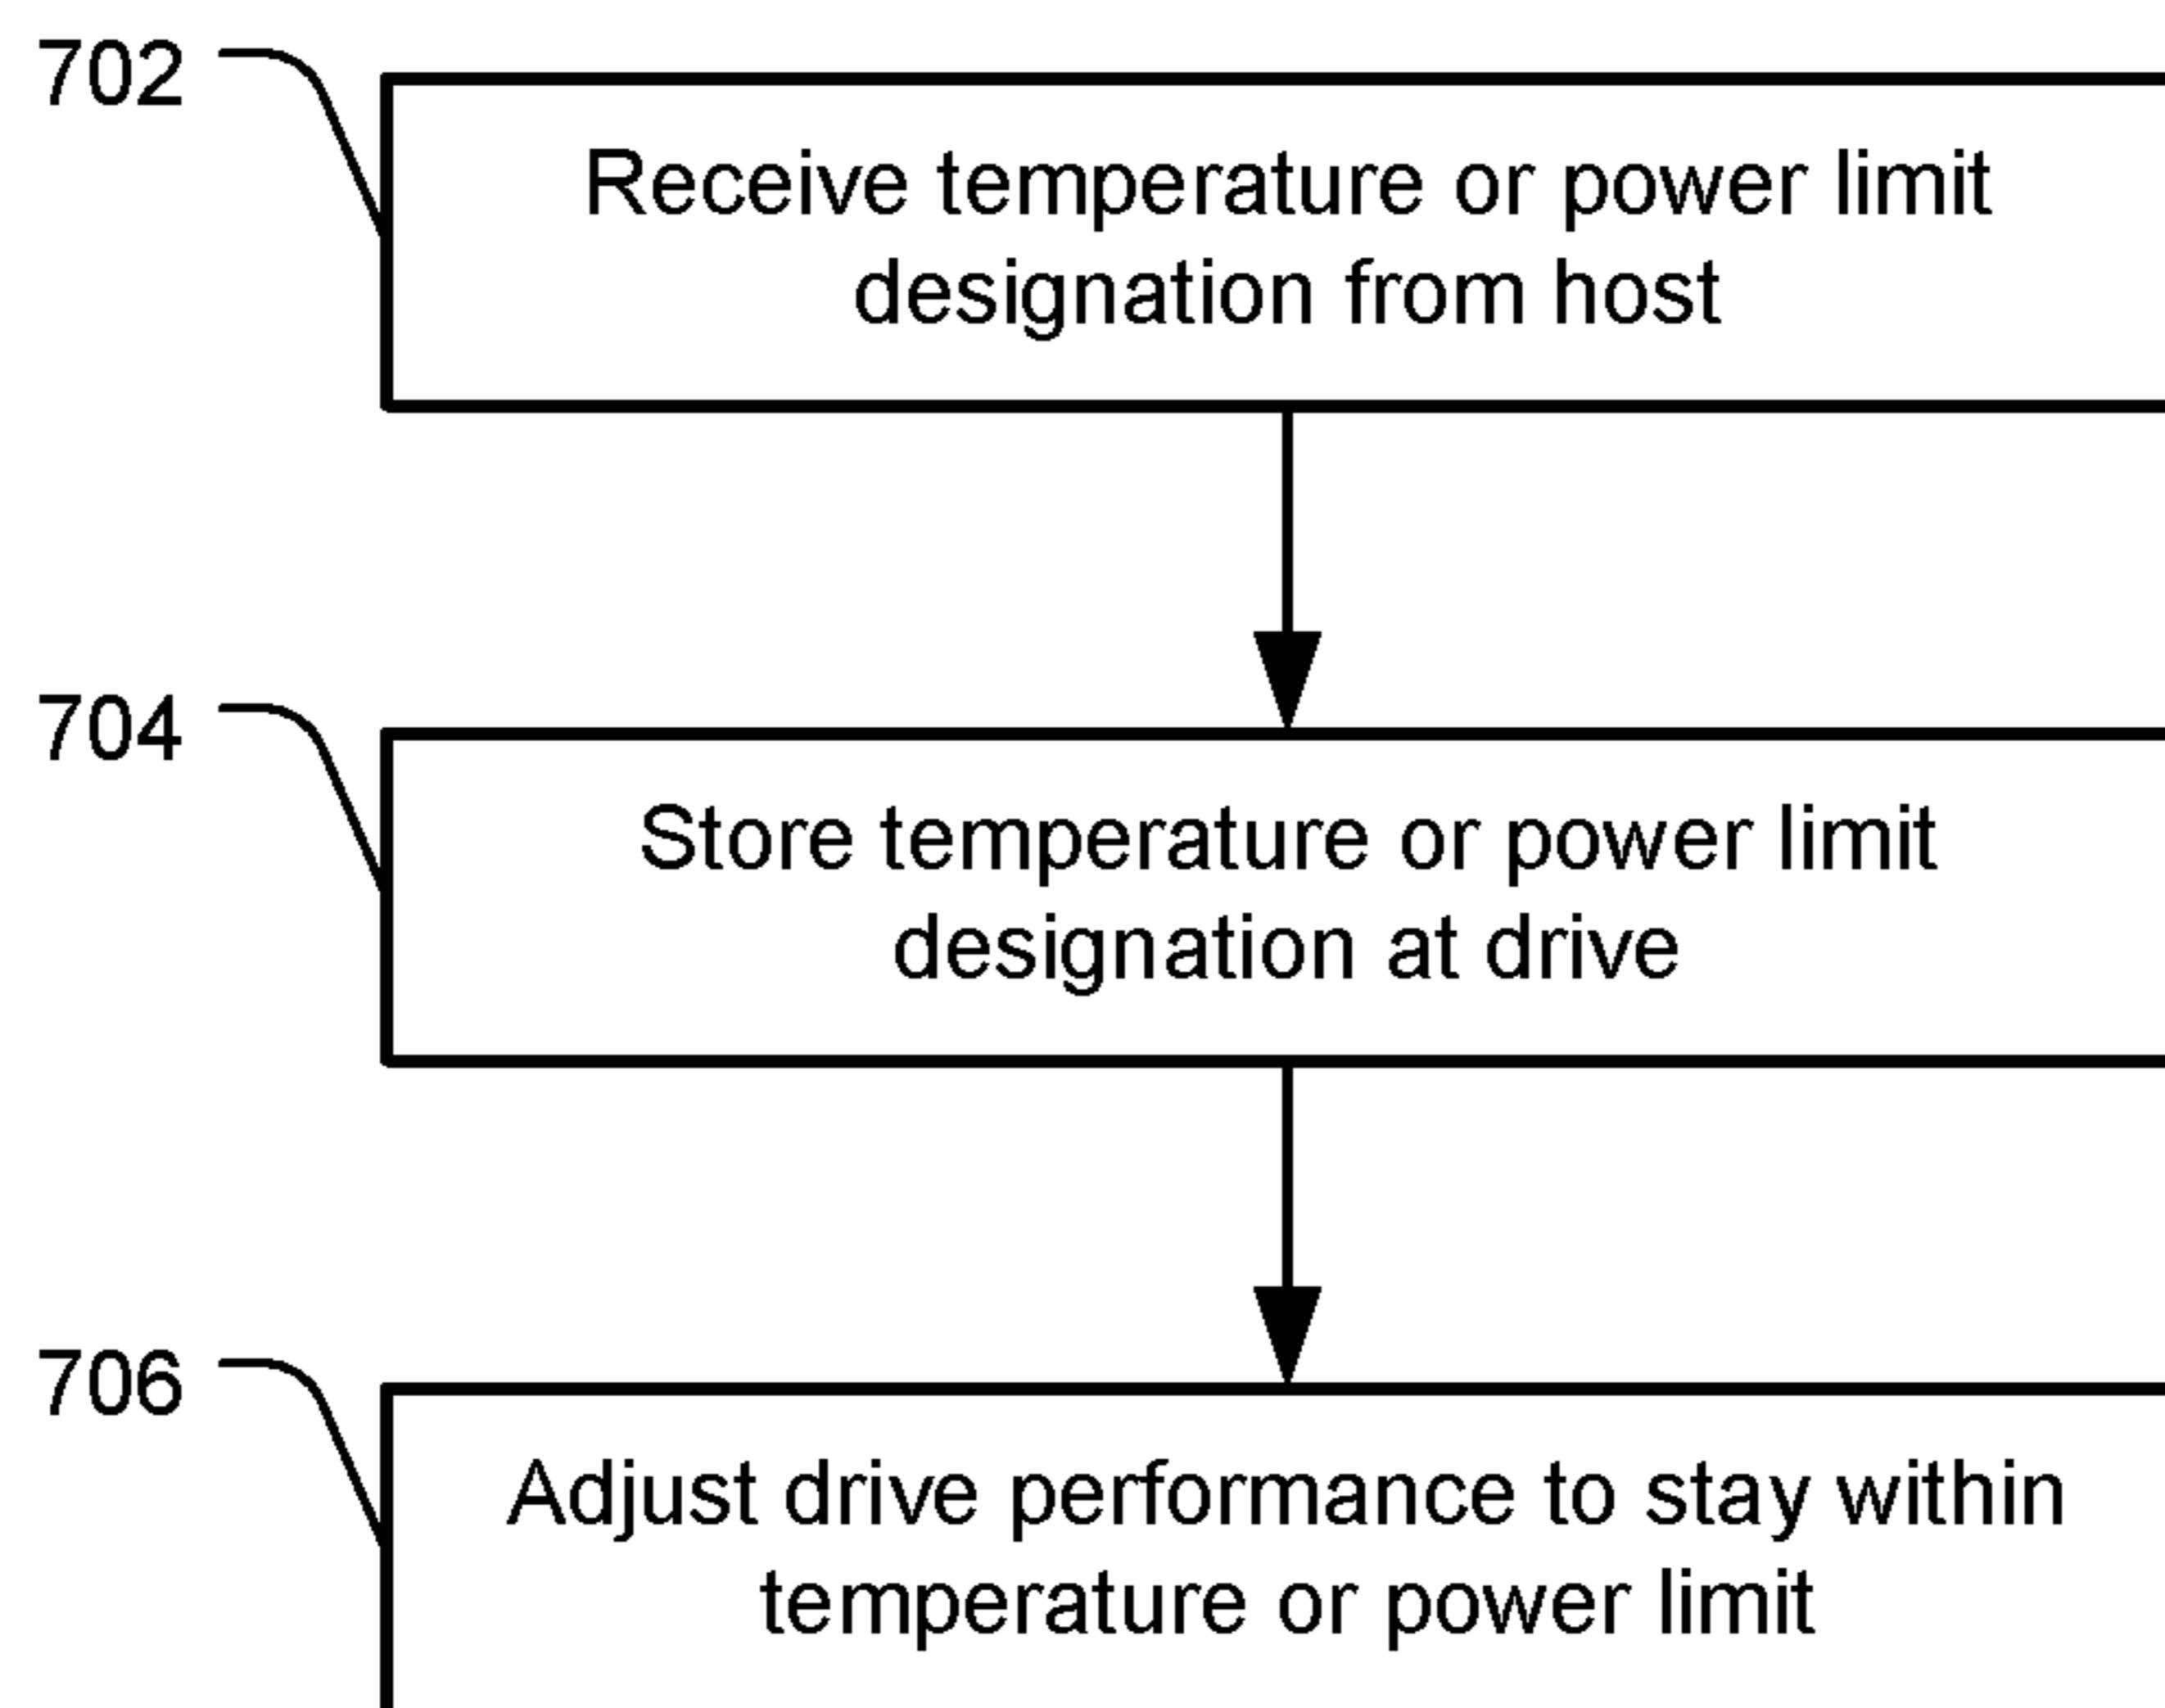 702
Receive temperature or power limit
designation from host
704
Store temperature or power limit
designation at drive
706
Adjust drive performance to stay within
temperature or power limit